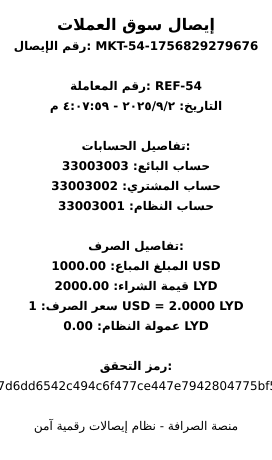 إيصال سوق العملات
رقم الإيصال: MKT-54-1756829279676
رقم المعاملة: REF-54
التاريخ: ٢٠٢٥/٩/٢ - ٤:٠٧:٥٩ م
تفاصيل الحسابات:
حساب البائع: 33003003
حساب المشتري: 33003002
حساب النظام: 33003001
تفاصيل الصرف:
المبلغ المباع: 1000.00 USD
قيمة الشراء: 2000.00 LYD
سعر الصرف: 1 USD = 2.0000 LYD
عمولة النظام: 0.00 LYD
رمز التحقق:
7d6dd6542c494c6f477ce447e7942804775bf5
منصة الصرافة - نظام إيصالات رقمية آمن